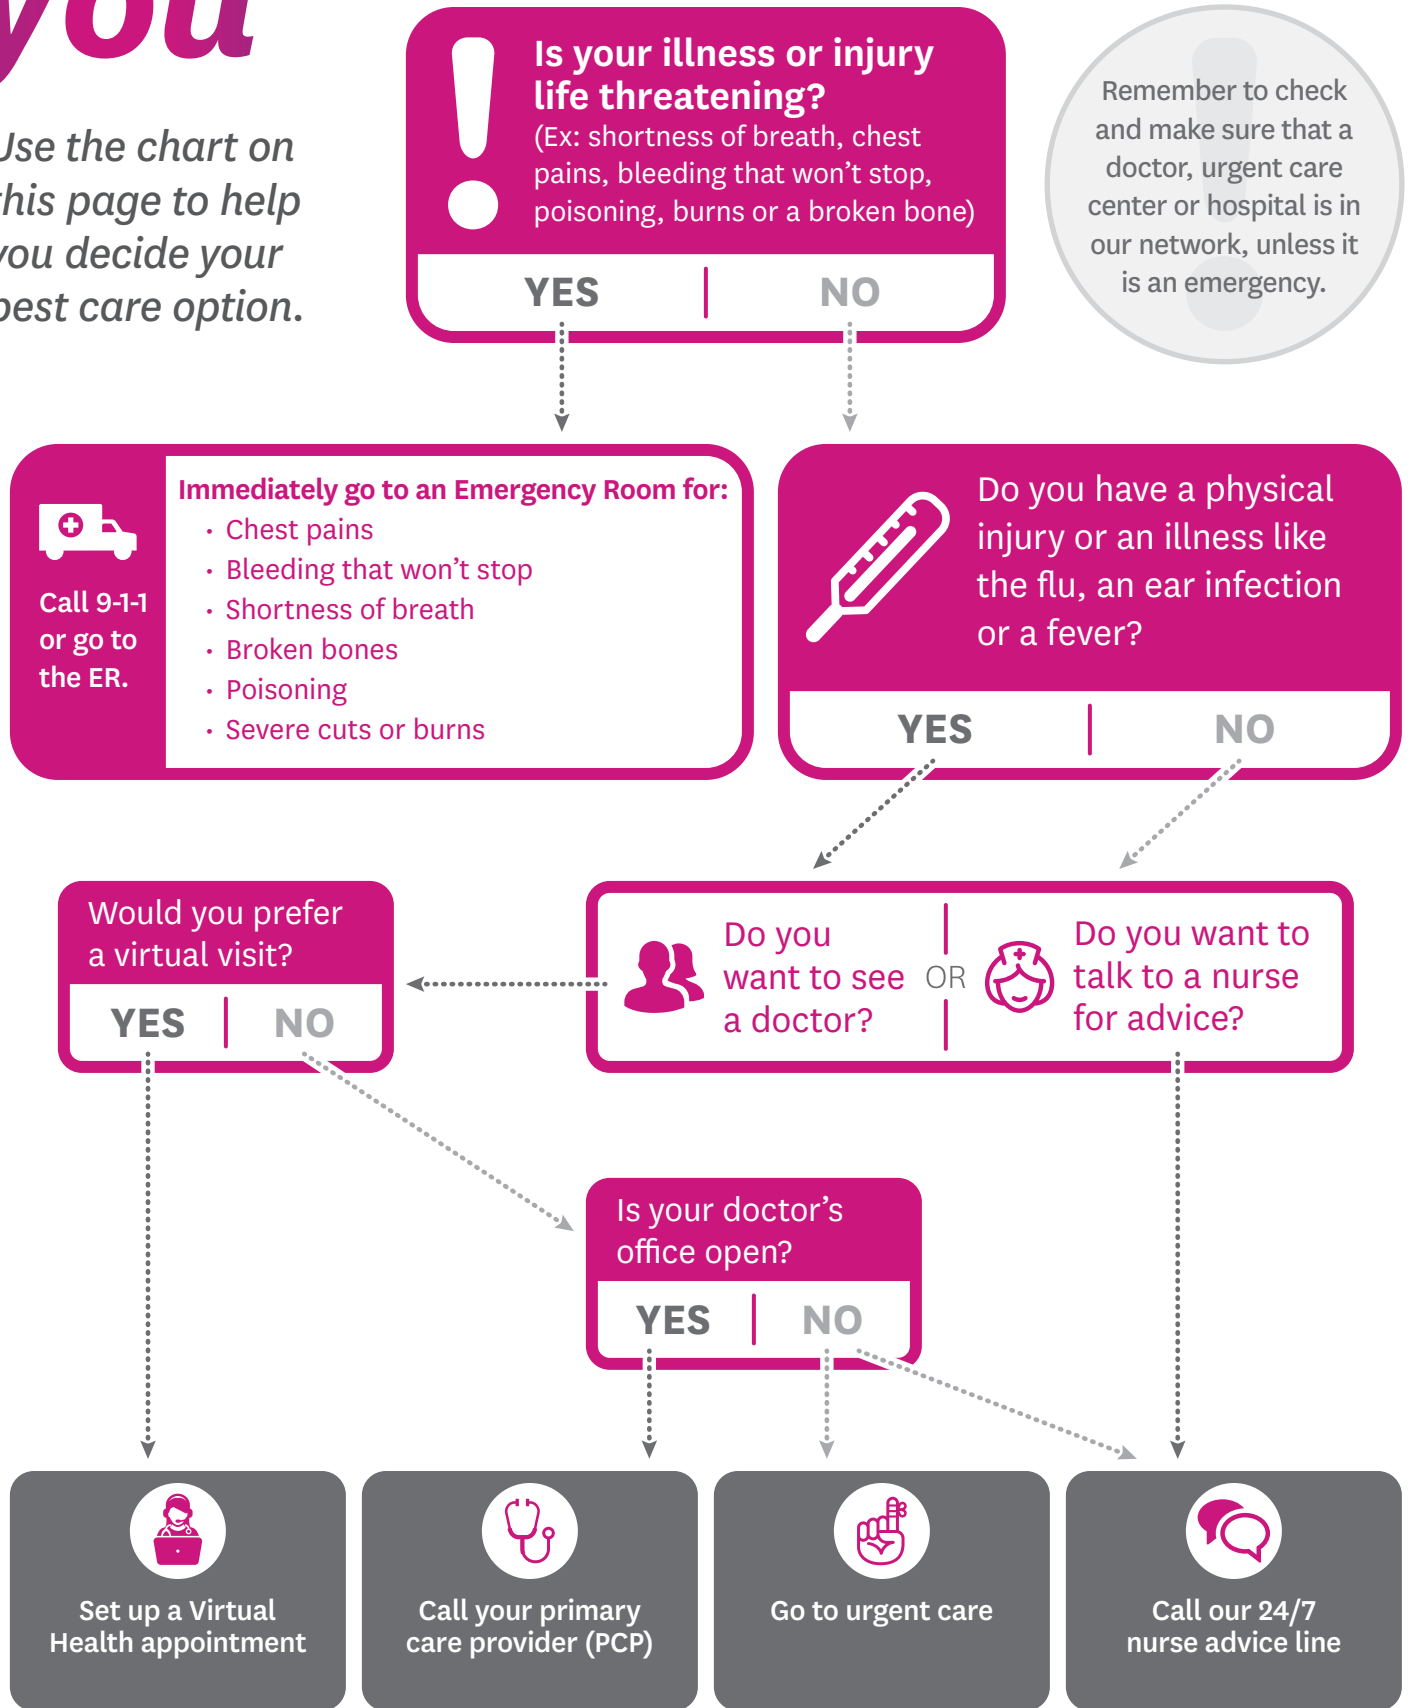 you
Use the chart on
this page to help
you decide your
best care option.
Is your illness or injury
life threatening?
(Ex: shortness of breath, chest
pains, bleeding that won't stop,
poisoning, burns or a broken bone)
YES
NO
Remember to check
and make sure that a
doctor, urgent care
center or hospital is in
our network, unless it
is an emergency.
Call 9-1-1
or go to
the ER.
Immediately go to an Emergency Room for:
· Chest pains
· Bleeding that won't stop
· Shortness of breath
· Broken bones
· Poisoning
· Severe cuts or burns
Do you have a physical
injury or an illness like
the flu, an ear infection
or a fever?
YES
NO
Would you prefer
a virtual visit?
YES
NO
Do you
want to see
a doctor?
OR
Do you want to
talk to a nurse
for advice?
Is your doctor's
office open?
YES
NO
Set up a Virtual
Health appointment
Call your primary
care provider (PCP)
Go to urgent care
Call our 24/7
nurse advice line